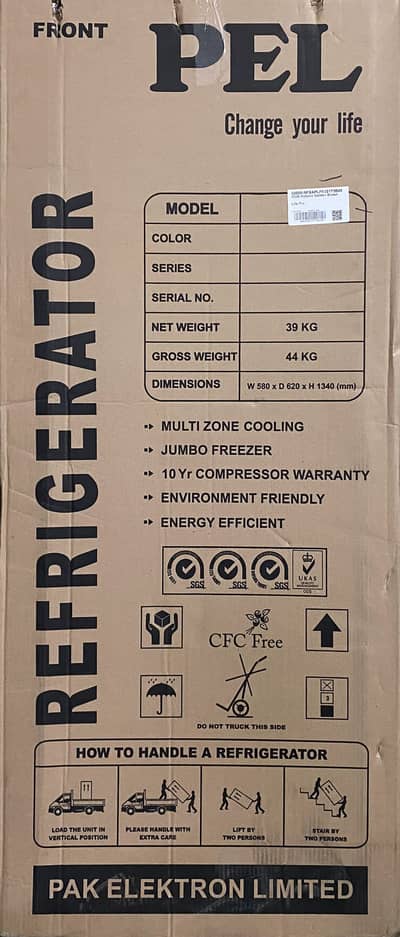 FRONT
PEL
Change your life
REFRIGERATOR
MODEL
COLOR
SERIES
SERIAL NO.
NET WEIGHT 39 KG
GROSS WEIGHT 44 KG
DIMENSIONS W 580 x D 620 x H 1340 (mm)
MULTI ZONE COOLING
JUMBO FREEZER
10 Yr COMPRESSOR WARRANTY
ENVIRONMENT FRIENDLY
ENERGY EFFICIENT
SGS SGS SGS
UKAS
CFC Free
3
DO NOT TRUCK THIS SIDE
HOW TO HANDLE A REFRIGERATOR
LOAD THE UNIT IN
VERTICAL POSITION
PLEASE HANDLE WITH
EXTRA CARE
LIFT BY
TWO PERSONS
STAIR BY
TWO PERSONS
PAK ELEKTRON LIMITED